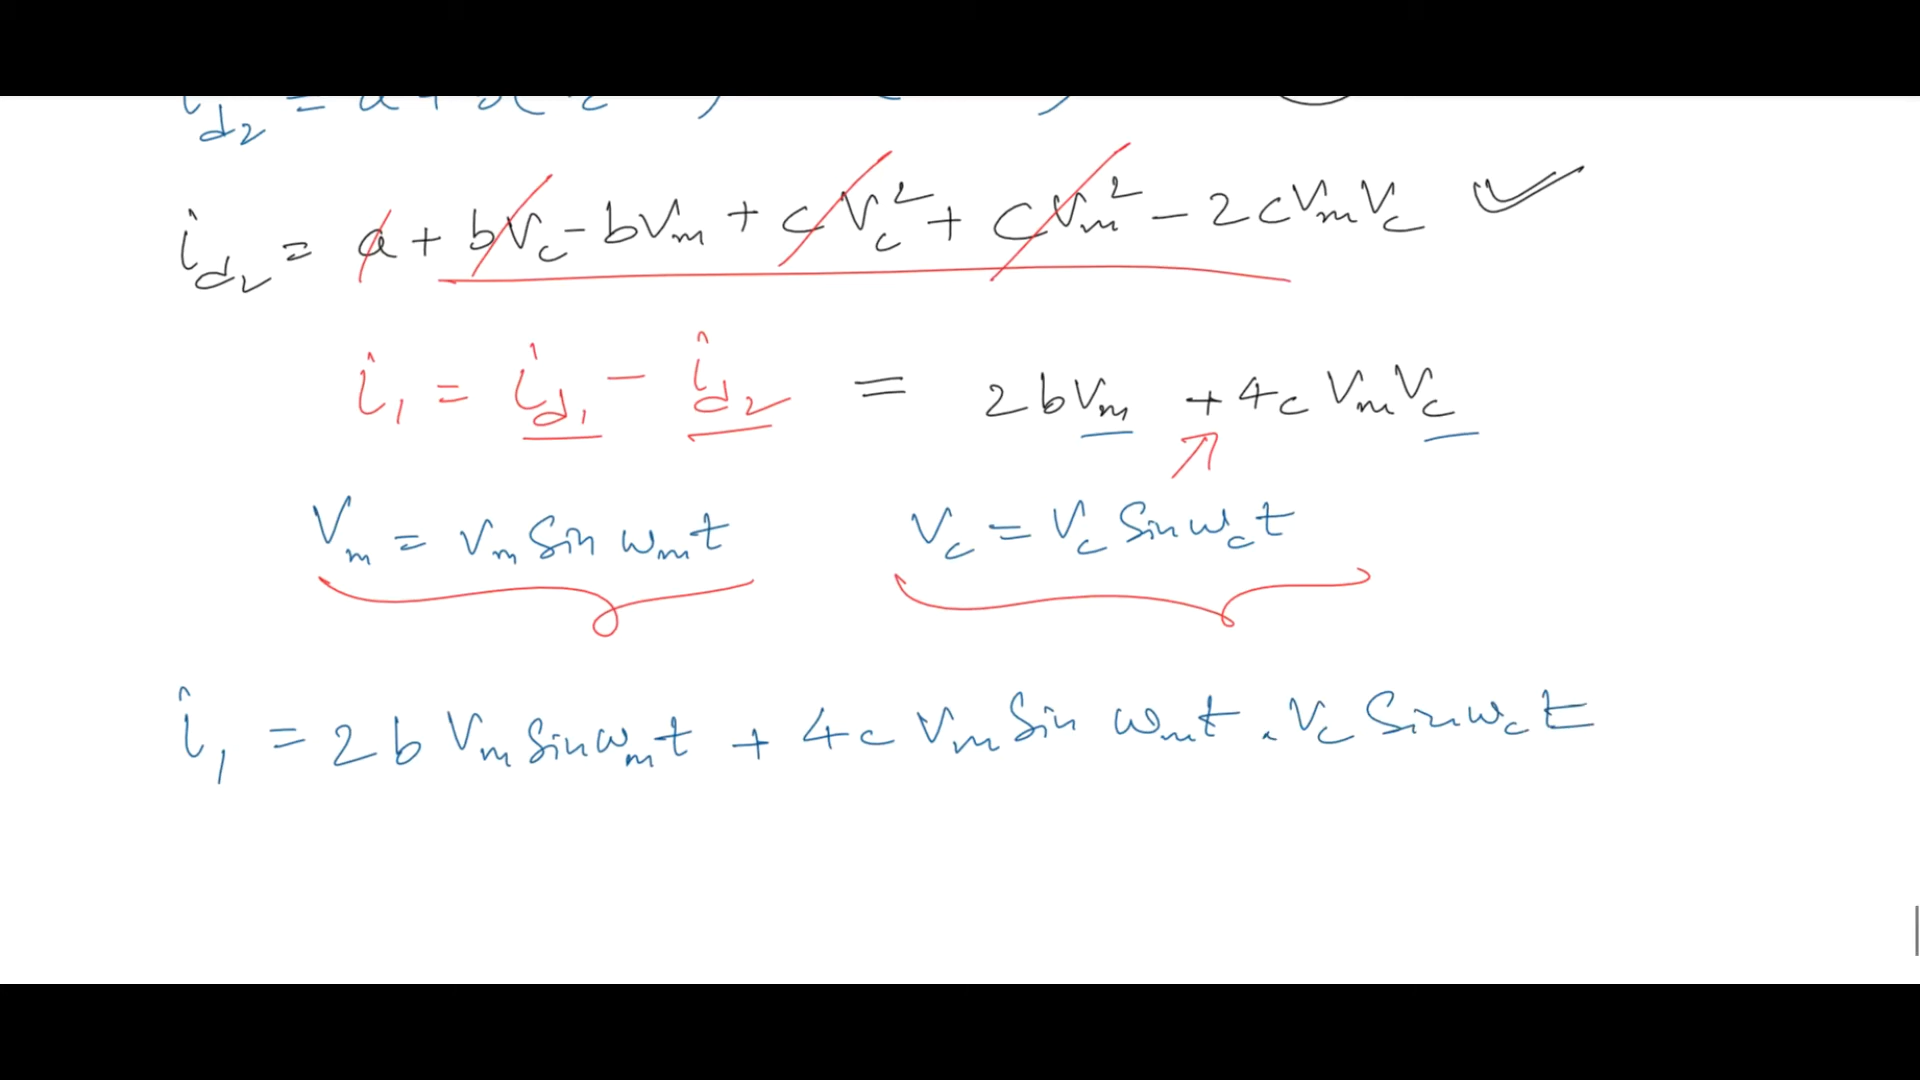 i_d2 = a + bV_c - bV_m + cV_c^2 + cV_m^2 - 2cV_mV_c
i_1 = i_d1 - i_d2 = 2bV_m + 4cV_mV_c
V_m = V_m Sin ω_m t V_c = V_c Sin ω_c t
i_1 = 2b V_m Sin ω_m t + 4c V_m Sin ω_m t . V_c Sin ω_c t